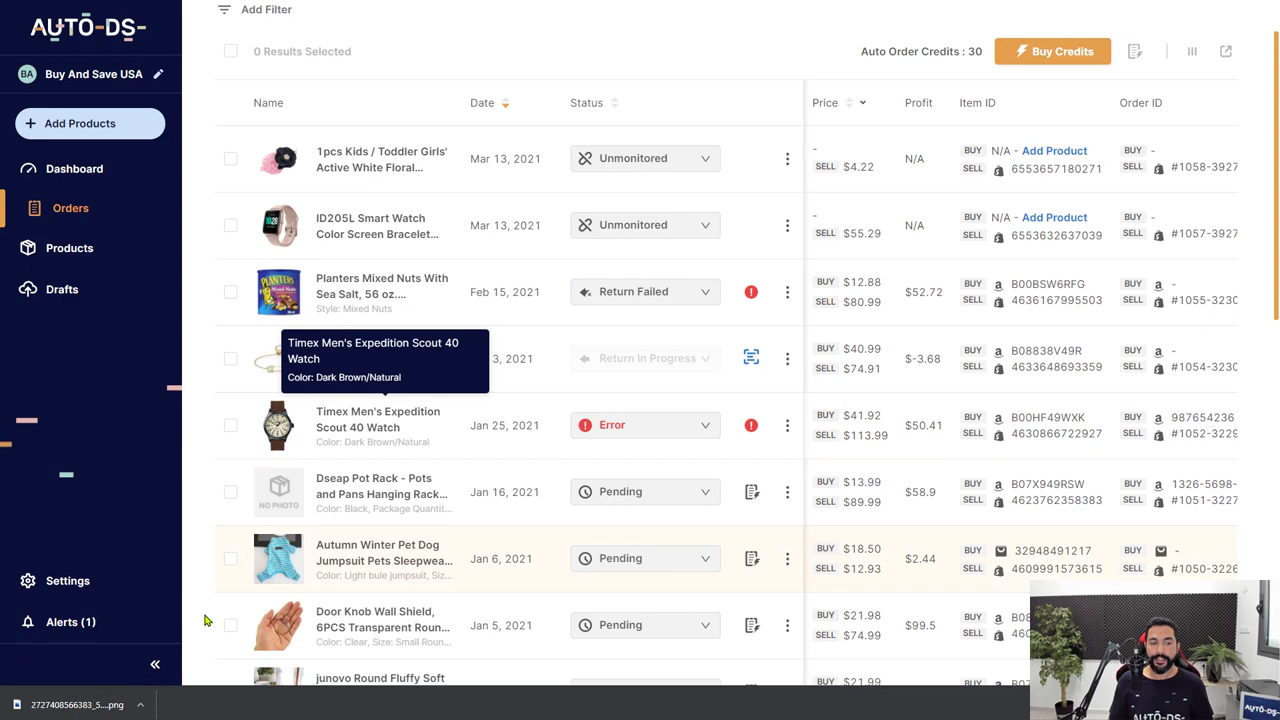 AUTO-DS-
BA Buy And Save USA
+ Add Products
Dashboard
Orders
Products
Drafts
Settings
Alerts (1)
«
Add Filter
0 Results Selected
Auto Order Credits : 30
Buy Credits
Name Date Status Price Profit Item ID Order ID
1pcs Kids / Toddler Girls'
Active White Floral...
Mar 13, 2021
Unmonitored
-
SELL $4.22
N/A
BUY N/A - Add Product
SELL 6553657180271
BUY -
SELL #1058-3927
ID205L Smart Watch
Color Screen Bracelet...
Mar 13, 2021
Unmonitored
-
SELL $55.29
N/A
BUY N/A - Add Product
SELL 6553632637039
BUY -
SELL #1057-3927
Planters Mixed Nuts With
Sea Salt, 56 oz....
Style: Mixed Nuts
Feb 15, 2021
Return Failed
BUY $12.88
SELL $80.99
$52.72
BUY B00BSW6RFG
SELL 4616167995503
BUY -
SELL #1055-3230
Timex Men's Expedition Scout 40
Watch
Color: Dark Brown/Natural
3, 2021
Return In Progress
BUY $40.99
SELL $74.91
$-3.68
BUY B08838V49R
SELL 4633648693359
BUY -
SELL #1054-3230
Timex Men's Expedition
Scout 40 Watch
Color: Dark Brown/Natural
Jan 25, 2021
Error
BUY $41.92
SELL $113.99
$50.41
BUY B00HF49WXK
SELL 4630866722927
BUY 987654236
SELL #1052-3229
NO PHOTO
Dseap Pot Rack - Pots
and Pans Hanging Rack...
Color: Black, Package Quantit...
Jan 16, 2021
Pending
BUY $13.99
SELL $89.99
$58.9
BUY B07X949RSW
SELL 4623762358383
BUY 1326-5698-
SELL #1051-3227
Autumn Winter Pet Dog
Jumpsuit Pets Sleepwea...
Color: Light bule jumpsuit, Siz...
Jan 6, 2021
Pending
BUY $18.50
SELL $12.93
$2.44
BUY 32948491217
SELL 4609991573615
BUY -
SELL #1050-3226
Door Knob Wall Shield,
6PCS Transparent Roun...
Color: Clear, Size: Small Roun...
Jan 5, 2021
Pending
BUY $21.98
SELL $74.99
$99.5
BUY B08
SELL 460
junovo Round Fluffy Soft
BUY $21.99
BUY B07
2727408566383_5....png
AUTO-DS
AUTO-DS-